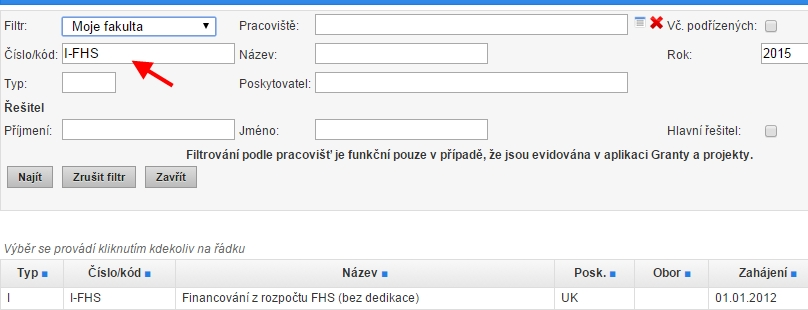 Filtr: Moje fakulta Pracoviště: Vč. podřízených:
Číslo/kód: I-FHS Název: Rok: 2015
Typ: Poskytovatel:
Řešitel
Příjmení: Jméno: Hlavní řešitel:
Filtrování podle pracovišť je funkční pouze v případě, že jsou evidována v aplikaci Granty a projekty.
Najít Zrušit filtr Zavřít
Výběr se provádí kliknutím kdekoliv na řádku
Typ Číslo/kód Název Posk. Obor Zahájení
I I-FHS Financování z rozpočtu FHS (bez dedikace) UK 01.01.2012